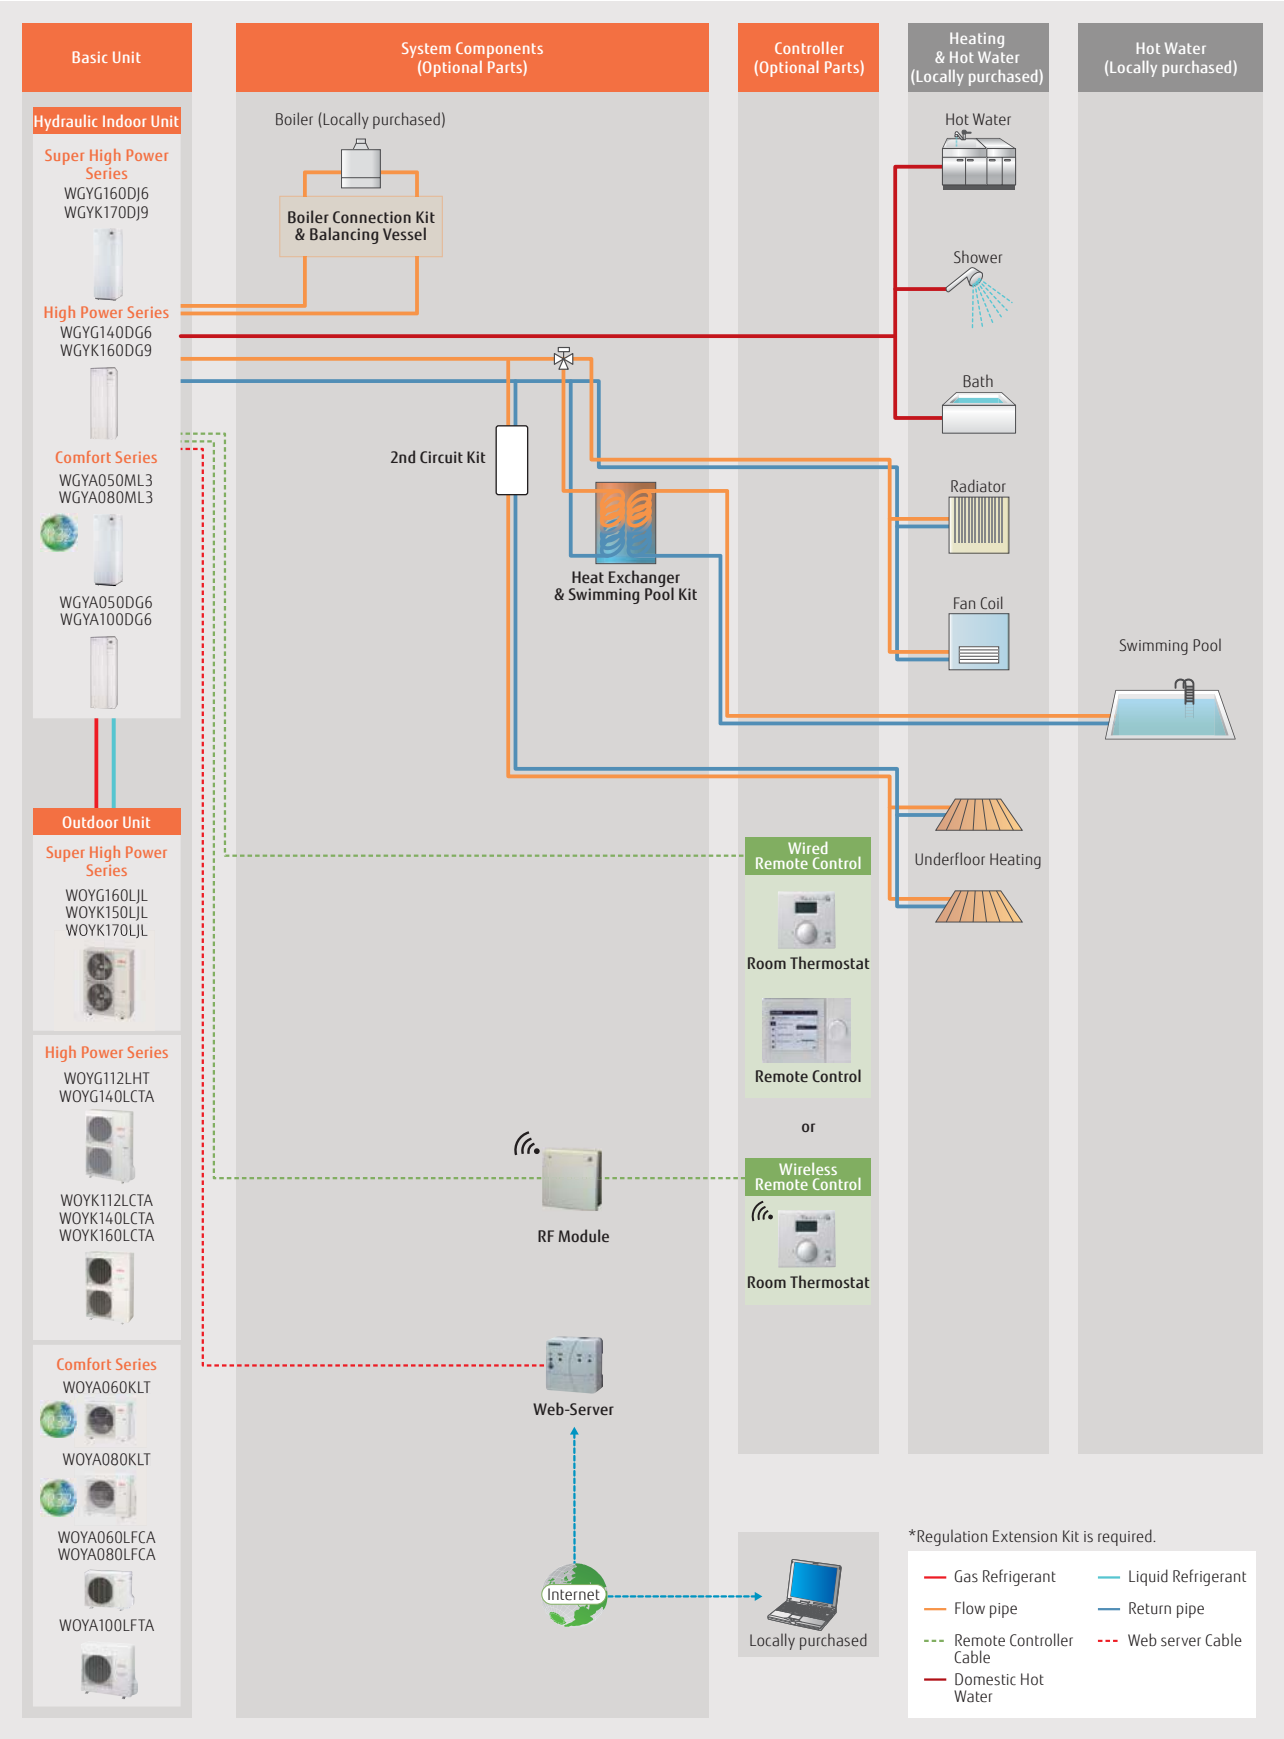 Basic Unit
System Components
(Optional Parts)
Controller
(Optional Parts)
Heating
& Hot Water
(Locally purchased)
Hot Water
(Locally purchased)
Hydraulic Indoor Unit
Super High Power
Series
WGYG160DJ6
WGYK170DJ9
High Power Series
WGYG140DG6
WGYK160DG9
Comfort Series
WGYA050ML3
WGYA080ML3
R32
WGYA050DG6
WGYA100DG6
Outdoor Unit
Super High Power
Series
WOYG160LJL
WOYK150LJL
WOYK170LJL
High Power Series
WOYG112LHT
WOYG140LCTA
WOYK112LCTA
WOYK140LCTA
WOYK160LCTA
Comfort Series
WOYA060KLT
R32
WOYA080KLT
R32
WOYA060LFCA
WOYA080LFCA
WOYA100LFTA
Boiler (Locally purchased)
Boiler Connection Kit
& Balancing Vessel
2nd Circuit Kit
Heat Exchanger
& Swimming Pool Kit
RF Module
Web-Server
Internet
Wired
Remote Control
Room Thermostat
Remote Control
or
Wireless
Remote Control
Room Thermostat
Locally purchased
Hot Water
Shower
Bath
Radiator
Fan Coil
Underfloor Heating
Swimming Pool
*Regulation Extension Kit is required.
Gas Refrigerant
Liquid Refrigerant
Flow pipe
Return pipe
Remote Controller
Cable
Web server Cable
Domestic Hot
Water